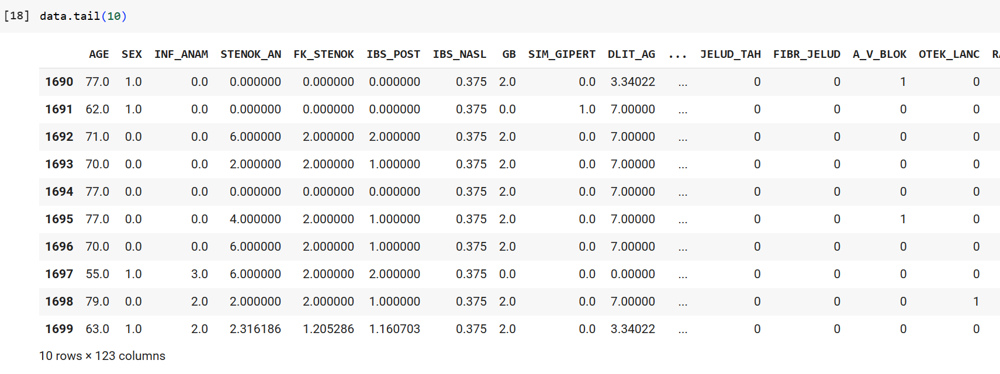 [18] data.tail(10)
AGE SEX INF_ANAM STENOK_AN FK_STENOK IBS_POST IBS_NASL GB SIM_GIPERT DLIT_AG ... JELUD_TAH FIBR_JELUD A_V_BLOK OTEK_LANC
1690 77.0 1.0 0.0 0.000000 0.000000 0.000000 0.375 2.0 0.0 3.34022 ... 0 0 1 0
1691 62.0 1.0 0.0 0.000000 0.000000 0.000000 0.375 0.0 1.0 7.00000 ... 0 0 0 0
1692 71.0 0.0 0.0 6.000000 2.000000 2.000000 0.375 2.0 0.0 7.00000 ... 0 0 0 0
1693 70.0 0.0 0.0 2.000000 2.000000 1.000000 0.375 2.0 0.0 7.00000 ... 0 0 0 0
1694 77.0 0.0 0.0 0.000000 0.000000 0.000000 0.375 2.0 0.0 7.00000 ... 0 0 0 0
1695 77.0 0.0 0.0 4.000000 2.000000 1.000000 0.375 2.0 0.0 7.00000 ... 0 0 1 0
1696 70.0 0.0 0.0 6.000000 2.000000 1.000000 0.375 2.0 0.0 7.00000 ... 0 0 0 0
1697 55.0 1.0 3.0 6.000000 2.000000 2.000000 0.375 0.0 0.0 0.00000 ... 0 0 0 0
1698 79.0 0.0 2.0 2.000000 2.000000 1.000000 0.375 2.0 0.0 7.00000 ... 0 0 0 1
1699 63.0 1.0 2.0 2.316186 1.205286 1.160703 0.375 2.0 0.0 3.34022 ... 0 0 0 0
10 rows × 123 columns